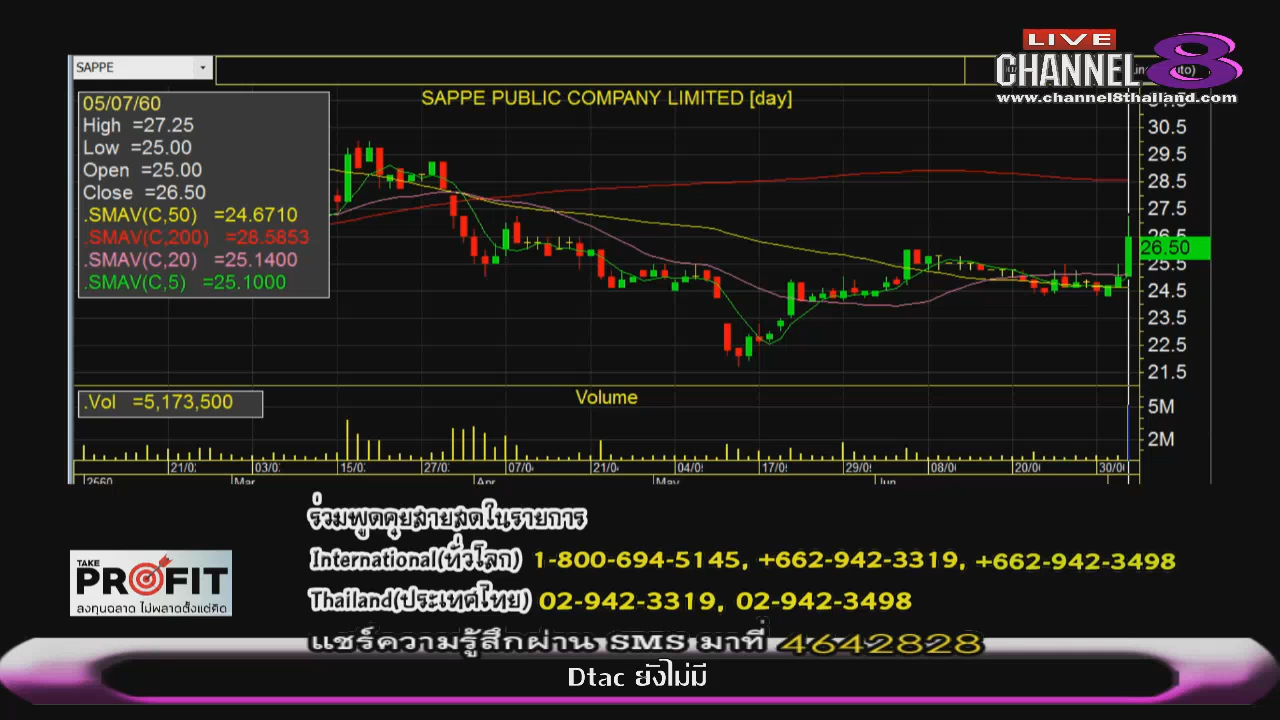 SAPPE
LIVE
CHANNEL 8
www.channel8thailand.com
SAPPE PUBLIC COMPANY LIMITED [day]
05/07/60
High =27.25
Low =25.00
Open =25.00
Close =26.50
.SMAV(C,50) =24.6710
.SMAV(C,200) =28.5853
.SMAV(C,20) =25.1400
.SMAV(C,5) =25.1000
30.5
29.5
28.5
27.5
26.5
26.50
25.5
24.5
23.5
22.5
21.5
.Vol =5,173,500
Volume
5M
2M
21/0 03/0 15/0 27/0 07/0 21/0 04/0 17/0 29/0 08/0 20/0 30/0
2560 Mar Apr May Jun
ร่วมพูดคุยสายสดในรายการ
International(ทั่วโลก) 1-800-694-5145, +662-942-3319, +662-942-3498
TAKE
PROFIT
ลงทุนฉลาด ไม่พลาดตั้งแต่คิด
Thailand(ประเทศไทย) 02-942-3319, 02-942-3498
แชร์ความรู้สึกผ่าน SMS มาที่ 4642828
Dtac ยังไม่มี